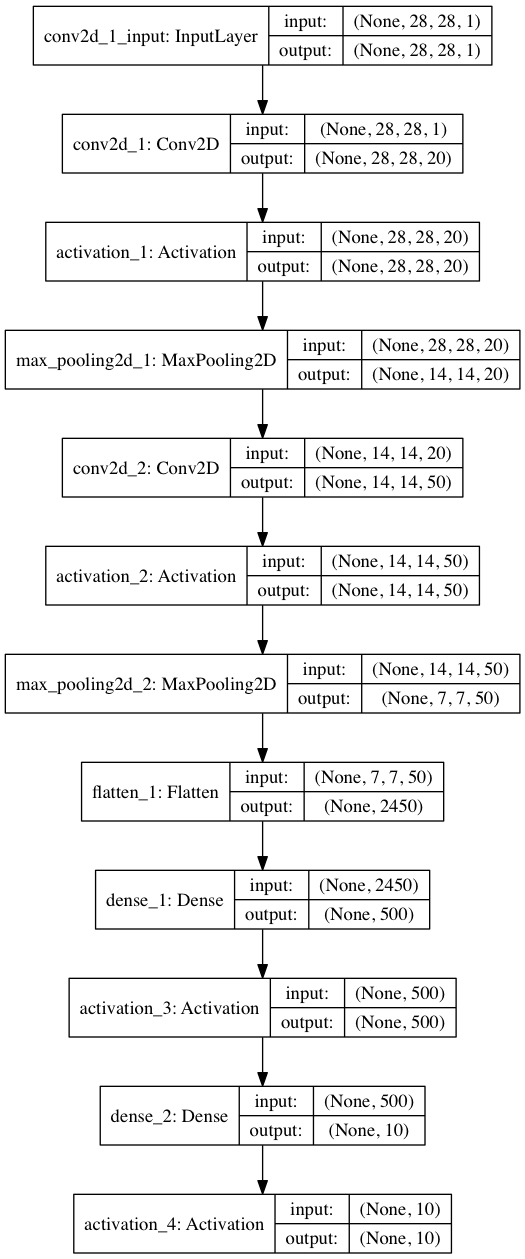 conv2d_1_input: InputLayer
input: (None, 28, 28, 1)
output: (None, 28, 28, 1)
conv2d_1: Conv2D
input: (None, 28, 28, 1)
output: (None, 28, 28, 20)
activation_1: Activation
input: (None, 28, 28, 20)
output: (None, 28, 28, 20)
max_pooling2d_1: MaxPooling2D
input: (None, 28, 28, 20)
output: (None, 14, 14, 20)
conv2d_2: Conv2D
input: (None, 14, 14, 20)
output: (None, 14, 14, 50)
activation_2: Activation
input: (None, 14, 14, 50)
output: (None, 14, 14, 50)
max_pooling2d_2: MaxPooling2D
input: (None, 14, 14, 50)
output: (None, 7, 7, 50)
flatten_1: Flatten
input: (None, 7, 7, 50)
output: (None, 2450)
dense_1: Dense
input: (None, 2450)
output: (None, 500)
activation_3: Activation
input: (None, 500)
output: (None, 500)
dense_2: Dense
input: (None, 500)
output: (None, 10)
activation_4: Activation
input: (None, 10)
output: (None, 10)